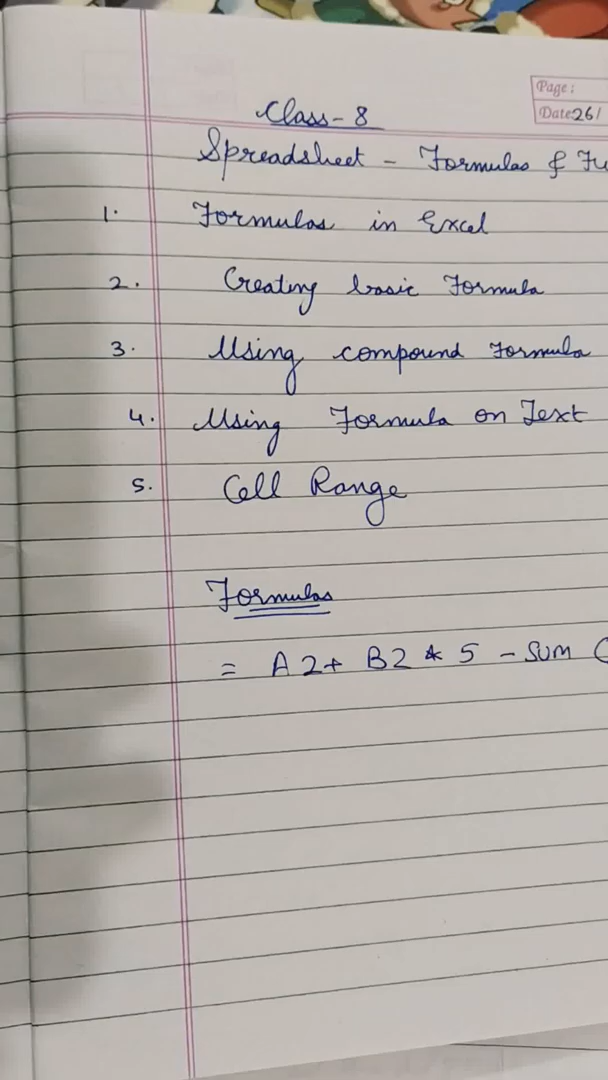 Page:
Date: 26/
Class - 8
Spreadsheet - Formulas &
1. Formulas in Excel
2. Creating basic Formula
3. Using compound Formula
4. Using Formula on Text
5. Cell Range
Formulas
= A2+ B2 * 5 - SUM (